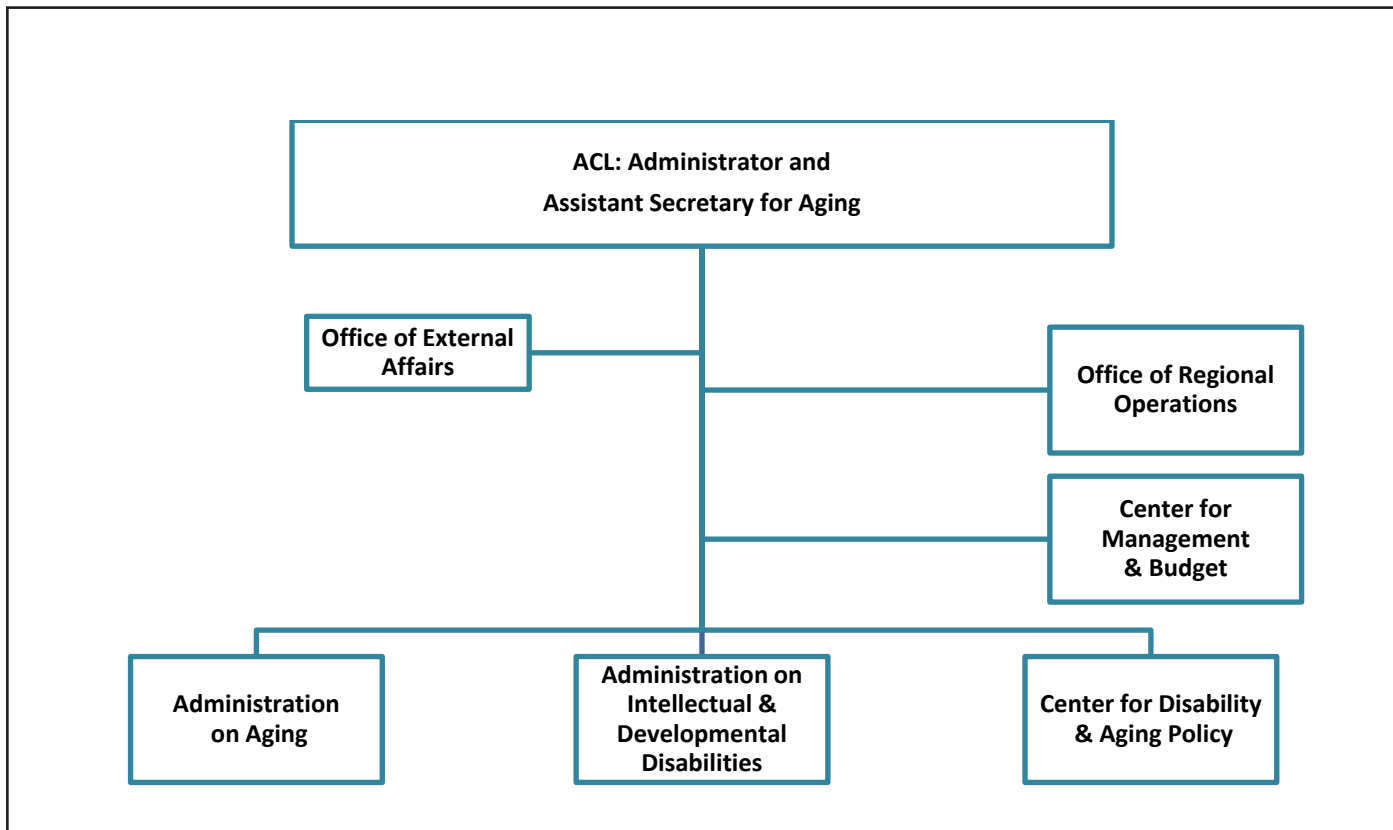 ACL: Administrator and
Assistant Secretary for Aging
Office of External
Affairs
Office of Regional
Operations
Center for
Management
& Budget
Administration
on Aging
Administration on
Intellectual &
Developmental
Disabilities
Center for Disability
& Aging Policy